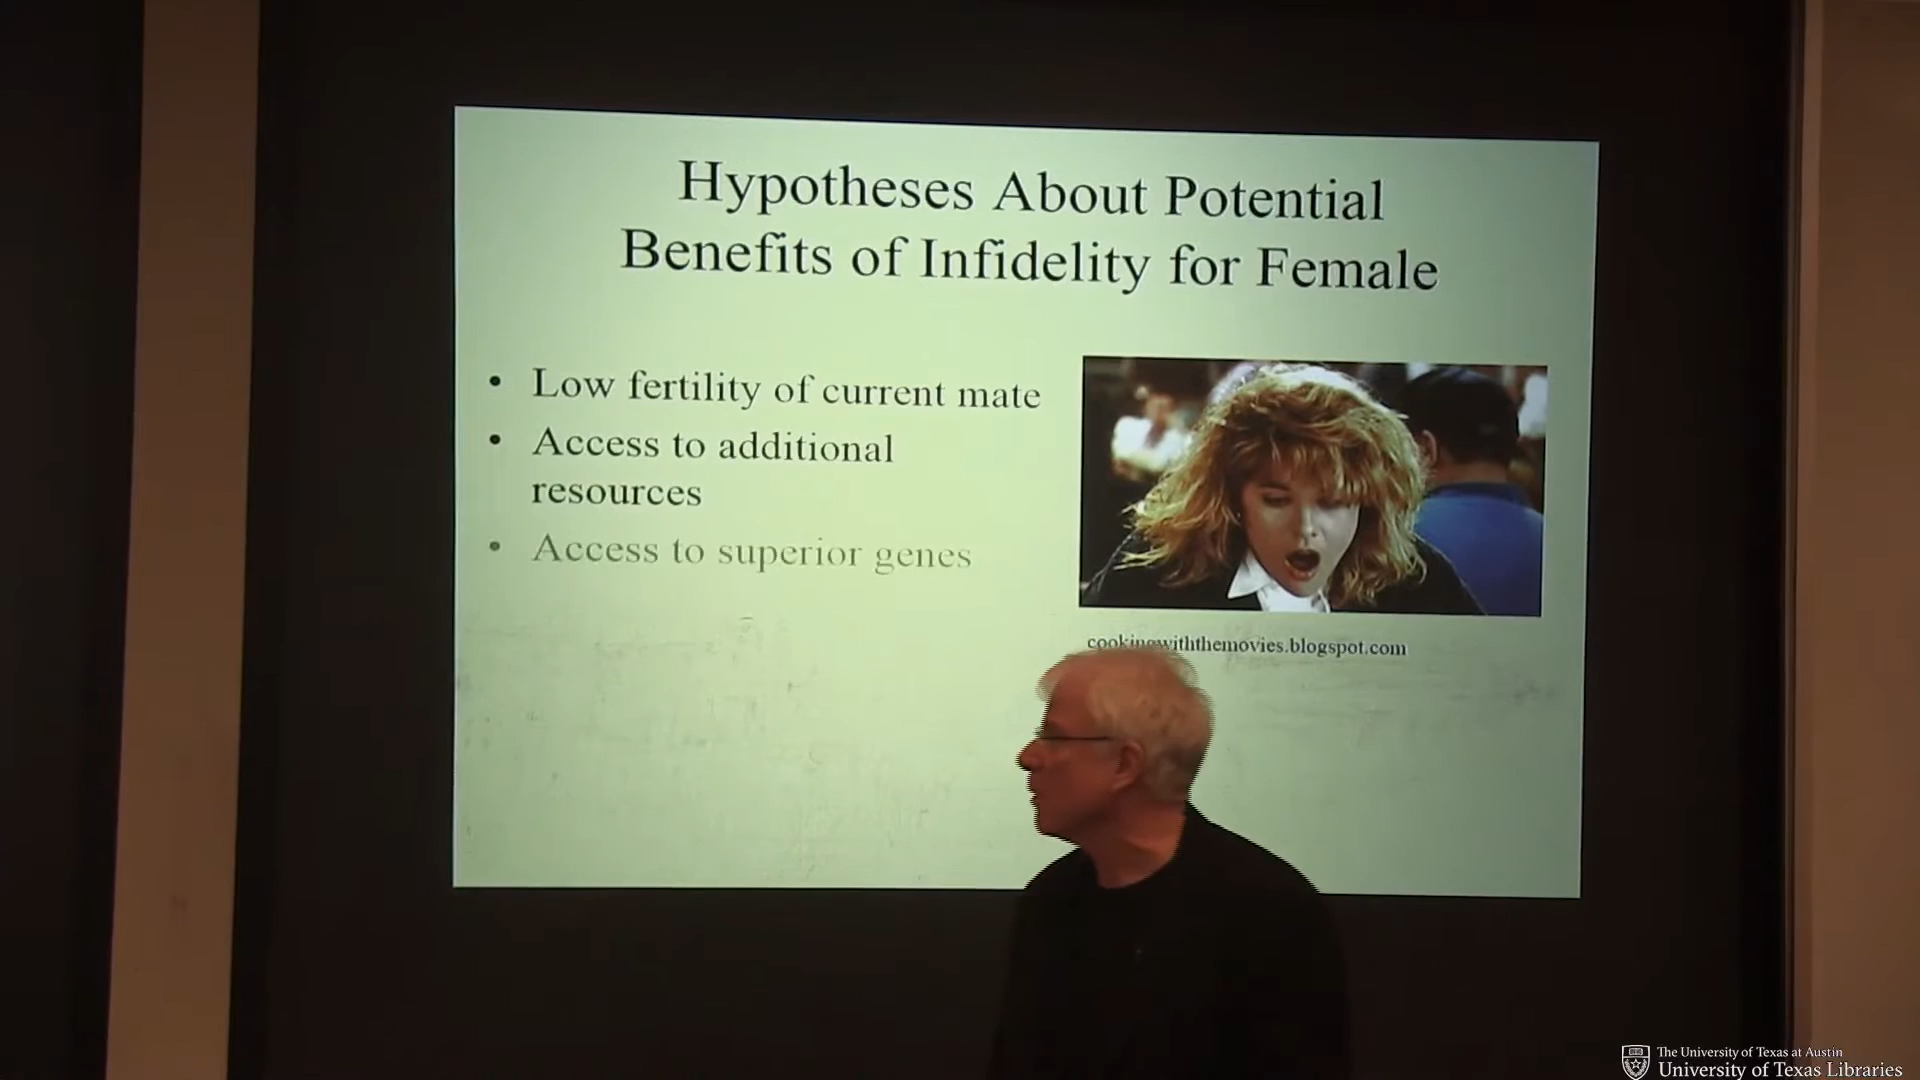 Hypotheses About Potential
Benefits of Infidelity for Female
• Low fertility of current mate
• Access to additional
resources
• Access to superior genes
cookingwiththemovies.blogspot.com
The University of Texas at Austin
University of Texas Libraries